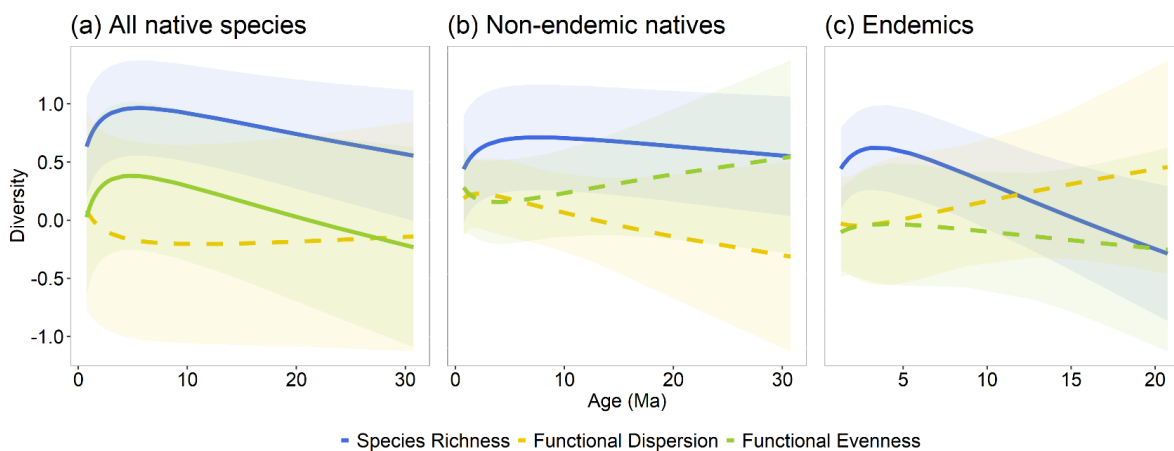 (a) All native species
(b) Non-endemic natives
(c) Endemics
Diversity
1.0
0.5
0.0
-0.5
-1.0
0 10 20 30
0 10 20 30
5 10 15 20
Age (Ma)
Species Richness Functional Dispersion Functional Evenness